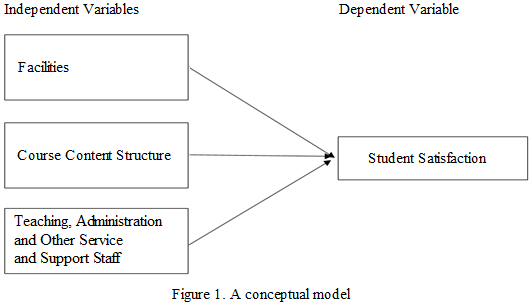 Independent Variables
Dependent Variable
Facilities
Course Content Structure
Student Satisfaction
Teaching, Administration
and Other Service
and Support Staff
Figure 1. A conceptual model